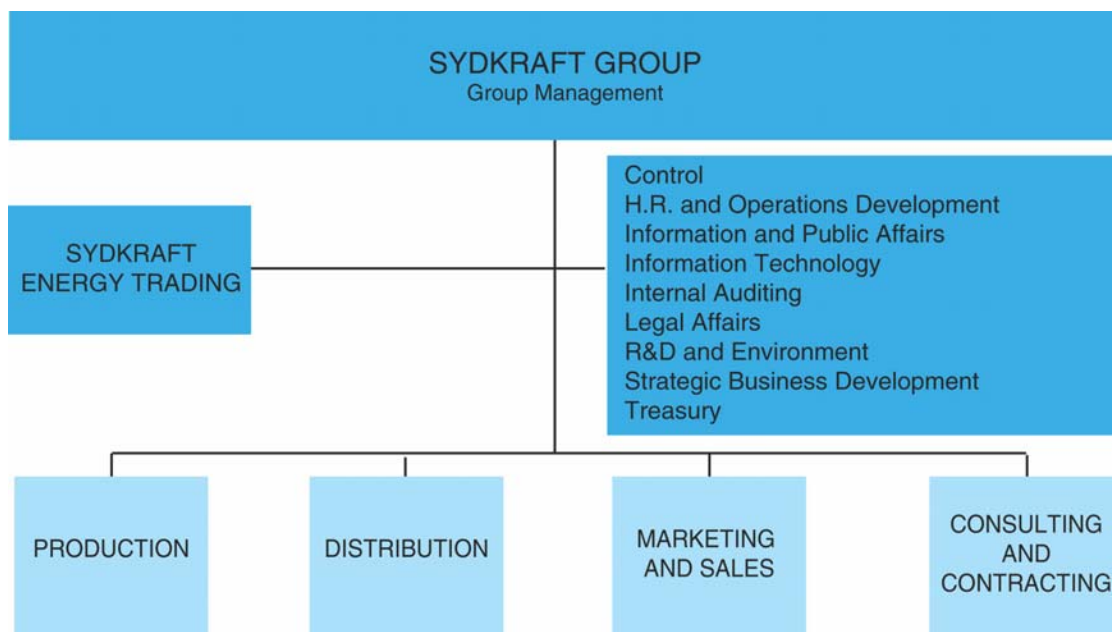 SYDKRAFT GROUP
Group Management
SYDKRAFT
ENERGY TRADING
Control
H.R. and Operations Development
Information and Public Affairs
Information Technology
Internal Auditing
Legal Affairs
R&D and Environment
Strategic Business Development
Treasury
PRODUCTION
DISTRIBUTION
MARKETING
AND SALES
CONSULTING
AND
CONTRACTING